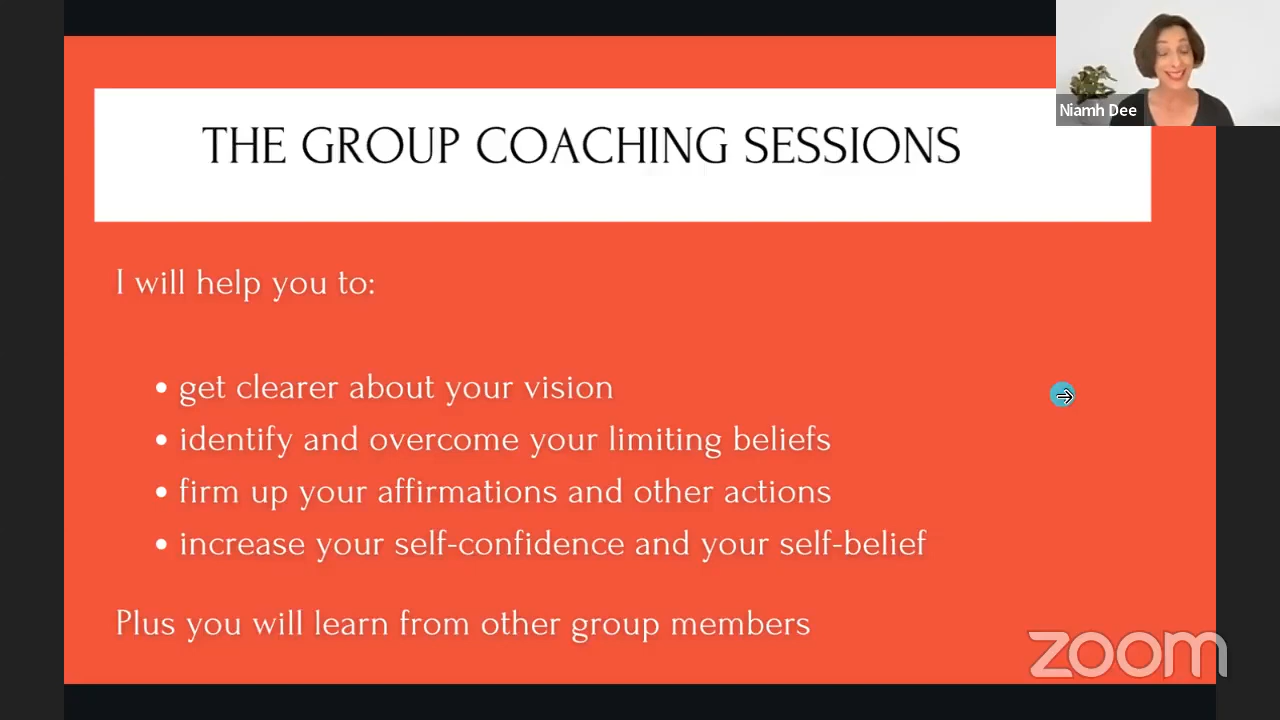 THE GROUP COACHING SESSIONS
Niamh Dee
I will help you to:
• get clearer about your vision
• identify and overcome your limiting beliefs
• firm up your affirmations and other actions
• increase your self-confidence and your self-belief
Plus you will learn from other group members
zoom